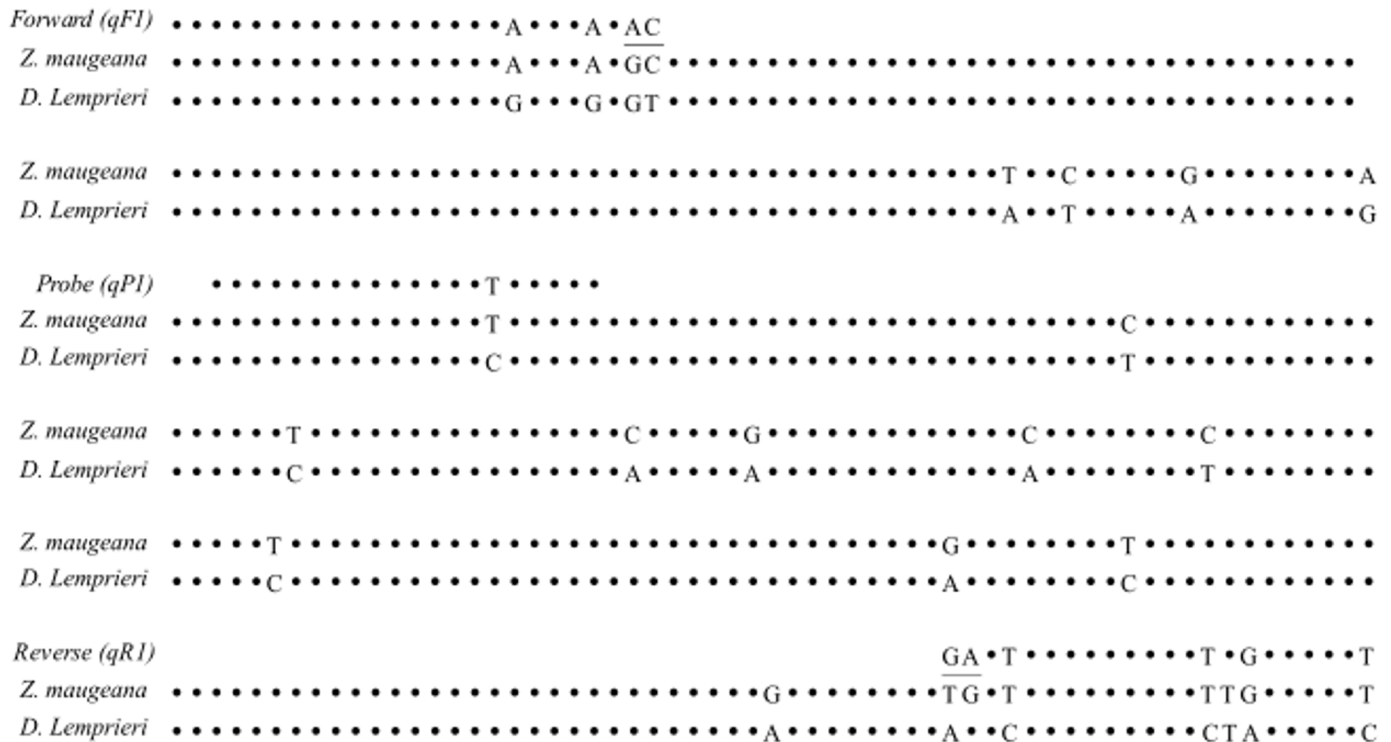 Forward (qF1) •••••••••••••••••A•••A•AC
Z. maugeana •••••••••••••••••A•••A•GC•••••••••••••••••••••••••••••••••••
D. Lemprieri •••••••••••••••••G•••G•GT•••••••••••••••••••••••••••••••••••
Z. maugeana ••••••••••••••••••••••••••••••••••••••••••T••C•••••G••••••••A
D. Lemprieri ••••••••••••••••••••••••••••••••••••••••••A••T•••••A••••••••G
Probe (qP1) ••••••••••••••T•••••
Z. maugeana ••••••••••••••••T•••••••••••••••••••••••••••••••C••••••••••••
D. Lemprieri ••••••••••••••••C•••••••••••••••••••••••••••••••T••••••••••••
Z. maugeana ••••••T••••••••••••••••C•••••G•••••••••••••C••••••••C••••••••
D. Lemprieri ••••••C••••••••••••••••A•••••A•••••••••••••A••••••••T••••••••
Z. maugeana •••••T•••••••••••••••••••••••••••••••••G••••••••T••••••••••••
D. Lemprieri •••••C•••••••••••••••••••••••••••••••••A••••••••C••••••••••••
Reverse (qR1) GA•T•••••••••T•G•••••T
Z. maugeana ••••••••••••••••••••••••••••••G••••••••TG•T•••••••••TTG•••••T
D. Lemprieri ••••••••••••••••••••••••••••••A••••••••A••C•••••••••CTA•••••C